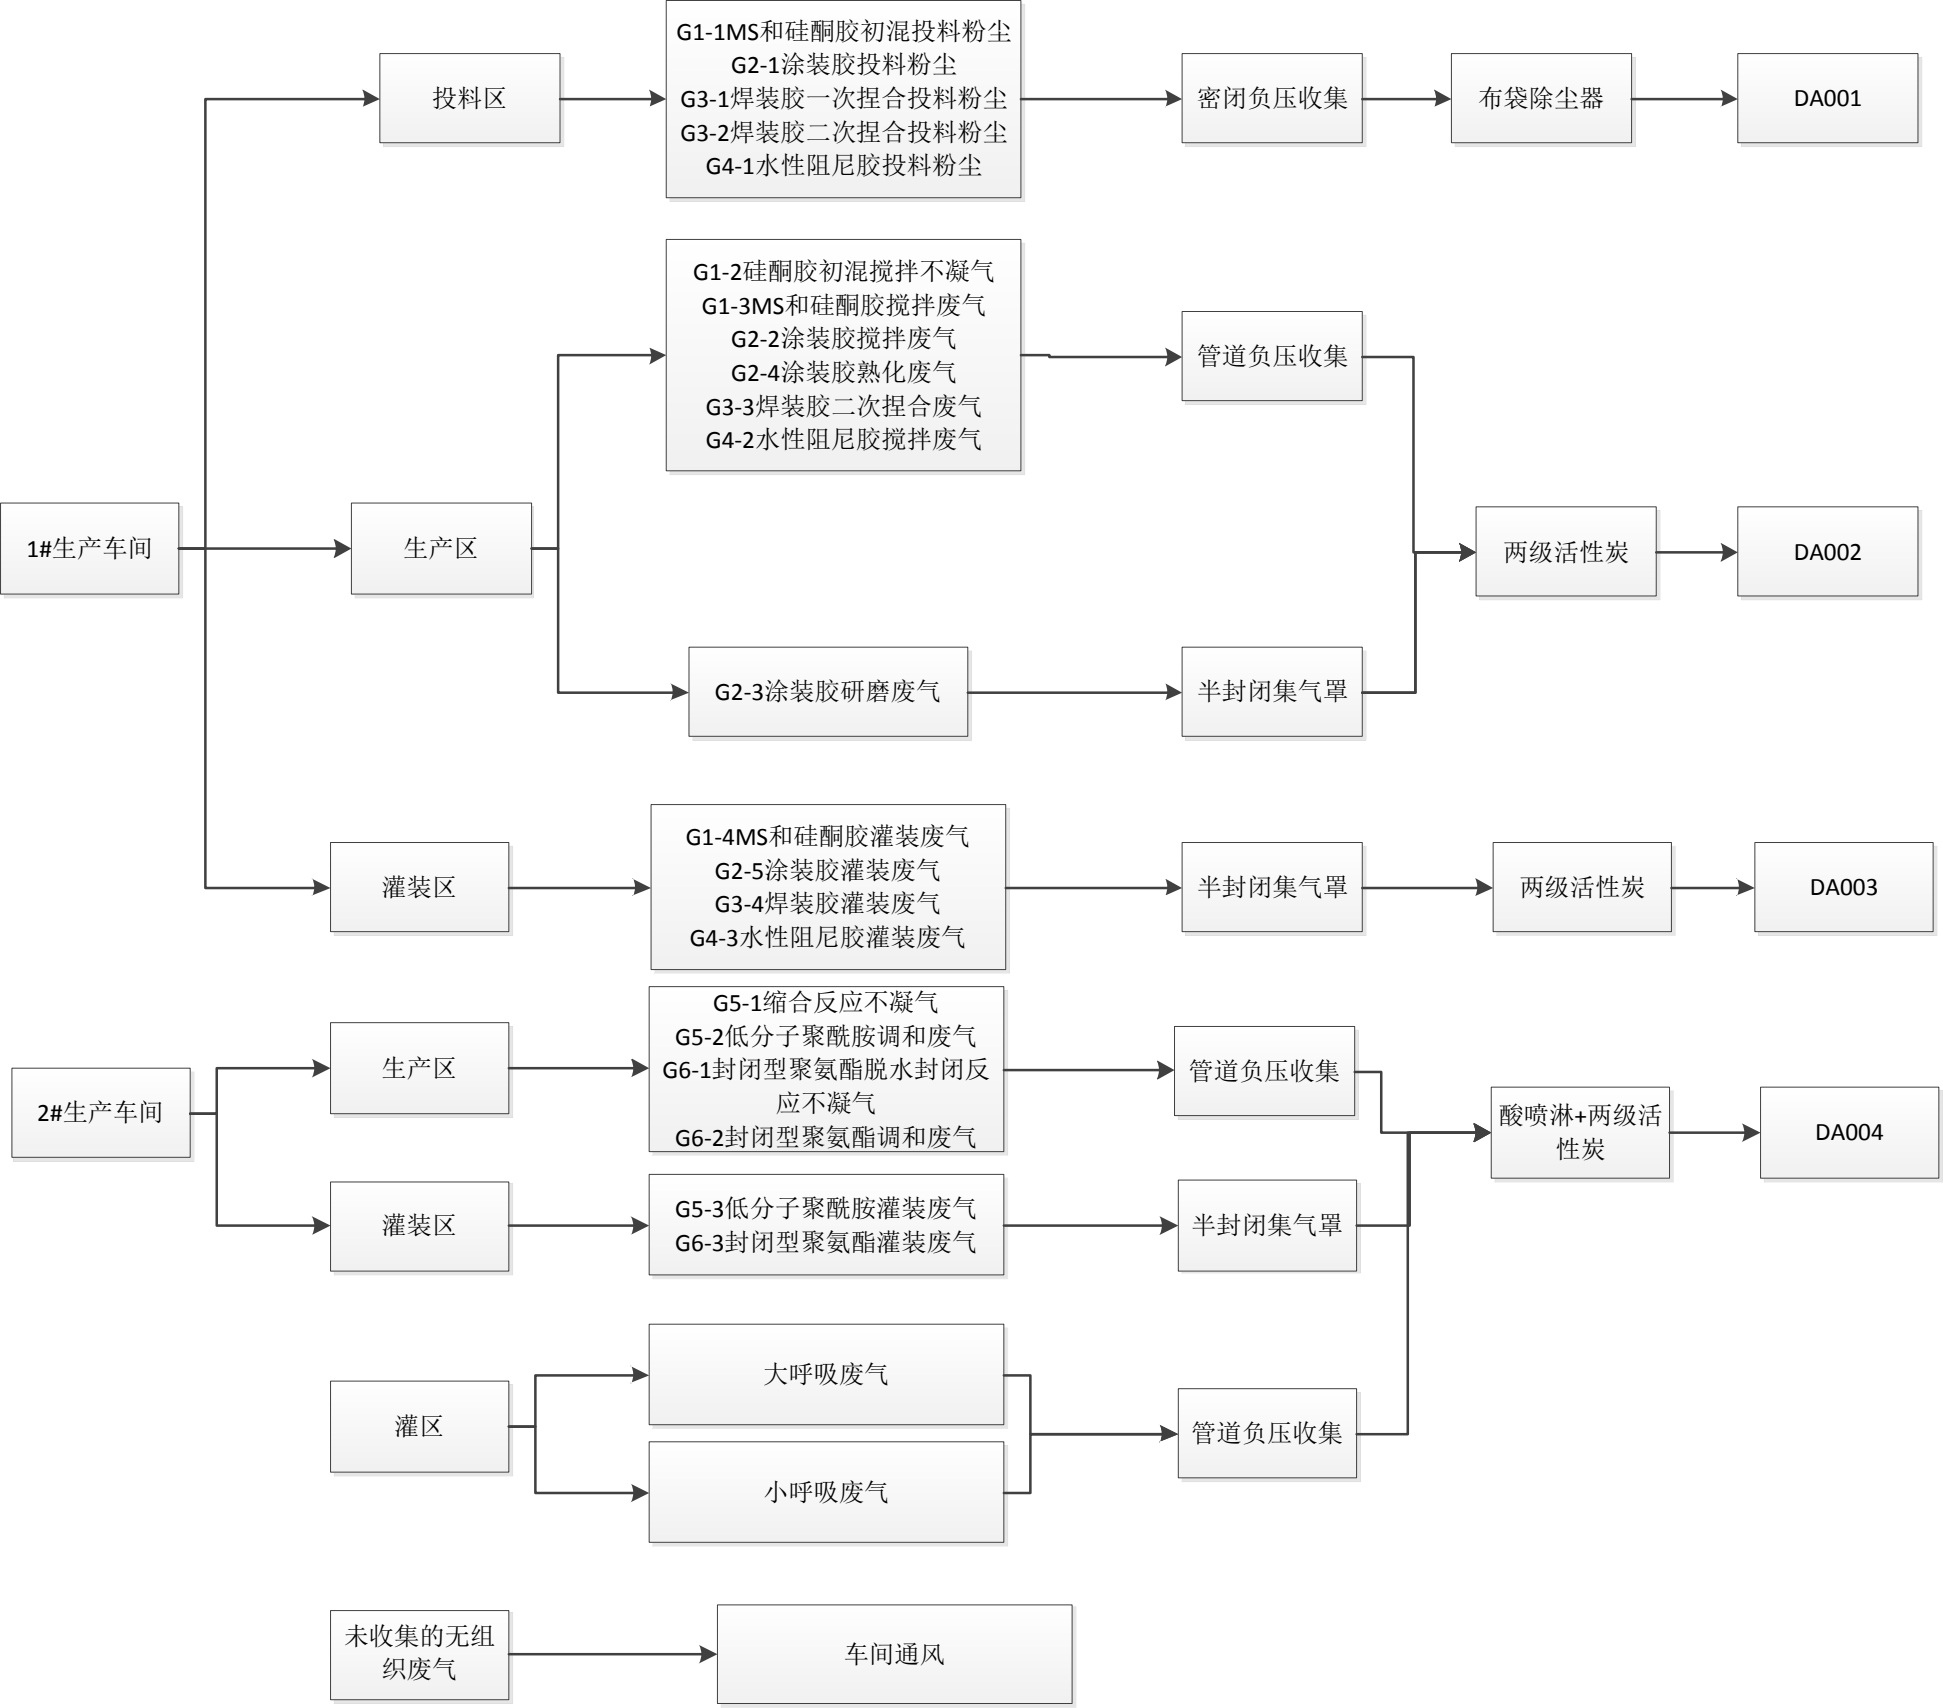 G1-1MS和硅酮胶初混投料粉尘
G2-1涂装胶投料粉尘
G3-1焊装胶一次捏合投料粉尘
G3-2焊装胶二次捏合投料粉尘
G4-1水性阻尼胶投料粉尘
投料区
密闭负压收集
布袋除尘器
DA001
G1-2硅酮胶初混搅拌不凝气
G1-3MS和硅酮胶搅拌废气
G2-2涂装胶搅拌废气
G2-4涂装胶熟化废气
G3-3焊装胶二次捏合废气
G4-2水性阻尼胶搅拌废气
管道负压收集
1#生产车间
生产区
两级活性炭
DA002
G2-3涂装胶研磨废气
半封闭集气罩
灌装区
G1-4MS和硅酮胶灌装废气
G2-5涂装胶灌装废气
G3-4焊装胶灌装废气
G4-3水性阻尼胶灌装废气
半封闭集气罩
两级活性炭
DA003
2#生产车间
生产区
G5-1缩合反应不凝气
G5-2低分子聚酰胺调和废气
G6-1封闭型聚氨酯脱水封闭反
应不凝气
G6-2封闭型聚氨酯调和废气
管道负压收集
酸喷淋+两级活
性炭
DA004
灌装区
G5-3低分子聚酰胺灌装废气
G6-3封闭型聚氨酯灌装废气
半封闭集气罩
灌区
大呼吸废气
小呼吸废气
管道负压收集
未收集的无组
织废气
车间通风